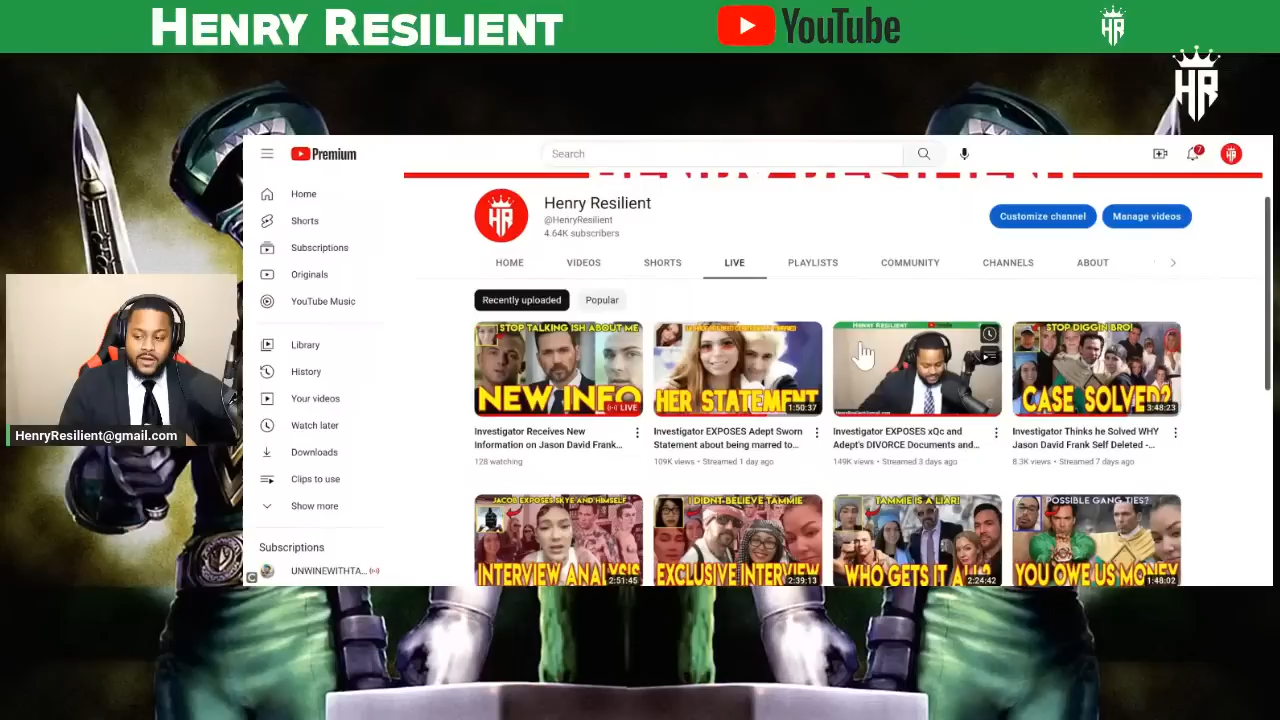 HENRY RESILIENT
YouTube
HR
HR
Premium
Search
7
HR
Home
Shorts
Subscriptions
Originals
YouTube Music
Library
History
Your videos
Watch later
Downloads
Clips to use
Show more
Subscriptions
UNWINEWITHTA...
HENRY RESILIENT
HR
Henry Resilient
@HenryResilient
4.64K subscribers
Customize channel
Manage videos
HOME
VIDEOS
SHORTS
LIVE
PLAYLISTS
COMMUNITY
CHANNELS
ABOUT
Recently uploaded
Popular
STOP TALKING ISH ABOUT ME
NEW INFO
LIVE
Investigator Receives New
Information on Jason David Frank...
128 watching
HER STATEMENT
1:50:37
Investigator EXPOSES Adept Sworn
Statement about being marred to...
109K views • Streamed 1 day ago
HENRY RESILIENT
Investigator EXPOSES xQc and
Adept's DIVORCE Documents and...
149K views • Streamed 3 days ago
STOP DIGGIN BRO!
CASE SOLVED?
3:48:23
Investigator Thinks he Solved WHY
Jason David Frank Self Deleted -...
8.3K views • Streamed 7 days ago
JACOB EXPOSES SKYE AND HIMSELF
INTERVIEW ANALYSIS
2:51:45
I DIDNT BELIEVE TAMMIE
EXCLUSIVE INTERVIEW
2:39:13
TAMMIE IS A LIAR!
WHO GETS IT ALL?
2:24:42
POSSIBLE GANG TIES?
YOU OWE US MONEY
1:48:02
HenryResilient@gmail.com